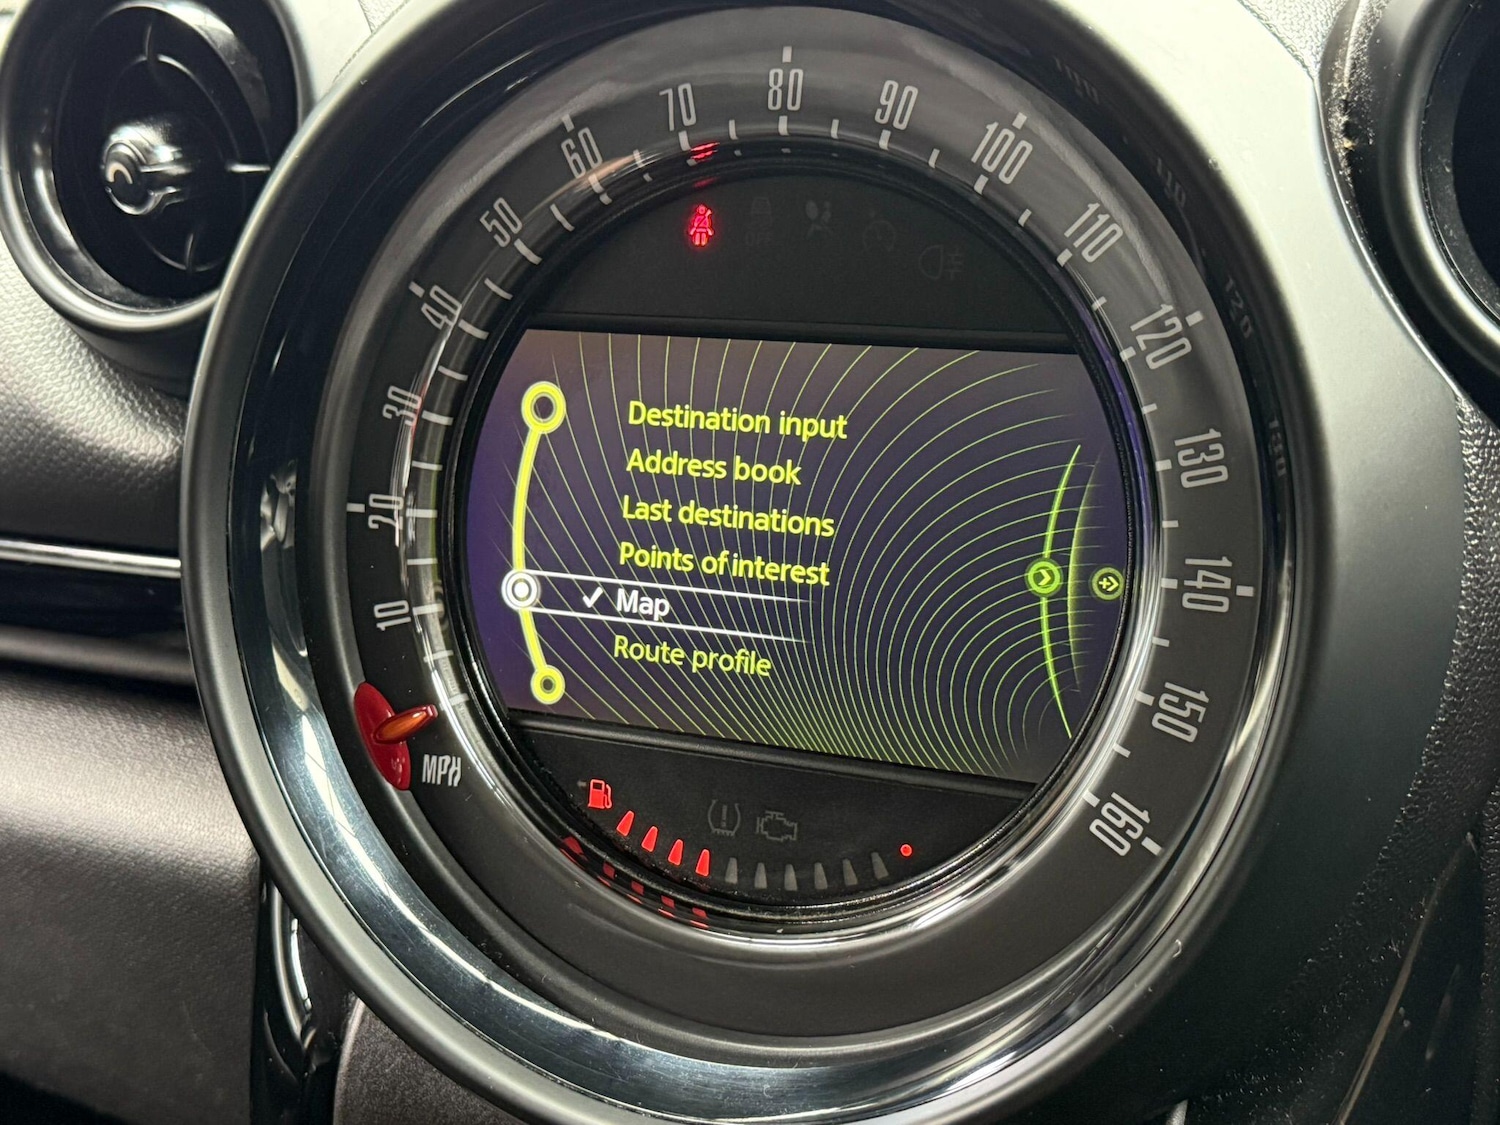 10
20
30
40
50
60
70
80
90
100
110
120
130
140
150
160
MPH
Destination input
Address book
Last destinations
Points of interest
✓ Map
Route profile